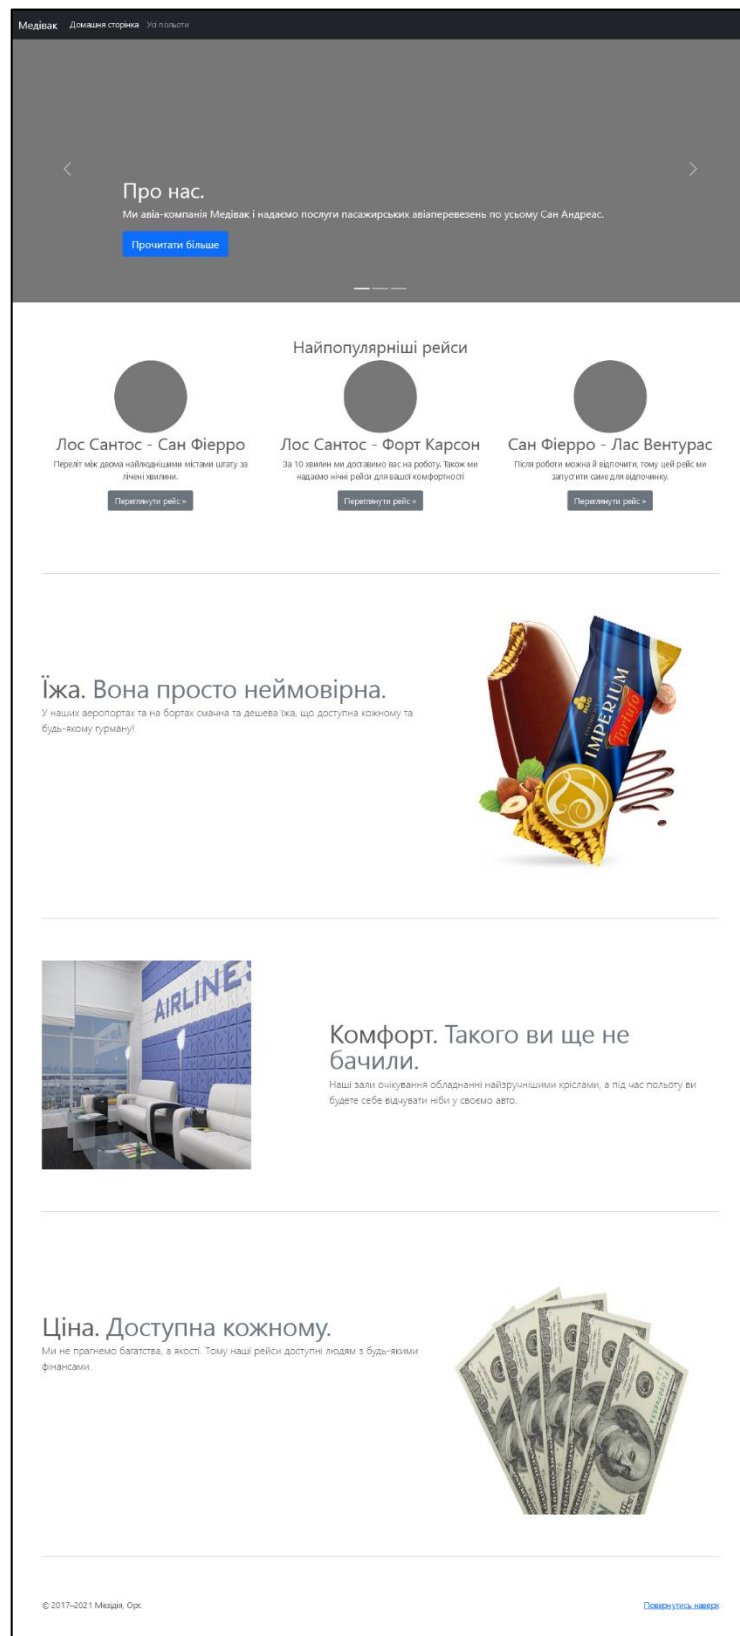 Медівак Домашня сторінка Усі польоти
Про нас.
Ми авіа-компанія Медівак і надаємо послуги пасажирських авіаперевезень по усьому Сан Андреас.
Прочитати більше
Найпопулярніші рейси
Лос Сантос - Сан Фіерро
Переліт між двома найлюднішими містами штату за
лічені хвилини.
Переглянути рейс »
Лос Сантос - Форт Карсон
За 10 хвилин ми доставимо вас на роботу. Також ми
надаємо нічні рейси для вашої комфортності
Переглянути рейс »
Сан Фіерро - Лас Вентурас
Після роботи можна й відпочити, тому цей рейс ми
запустити саме для відпочинку.
Переглянути рейс »
Їжа. Вона просто неймовірна.
У наших аеропортах та на бортах смачна та дешева їжа, що доступна кожному та
будь-якому гурману!
IMPERIUM
Tartufo
AIRLINES
Комфорт. Такого ви ще не
бачили.
Наші зали очікування обладнанні найзручнішими кріслами, а під час польоту ви
будете себе відчувати ніби у своємо авто.
Ціна. Доступна кожному.
Ми не прагнемо багатства, а якості. Тому наші рейси доступні людям з будь-якими
фінансами.
© 2017–2021 Мезідія, Орг.
Повернутись наверх